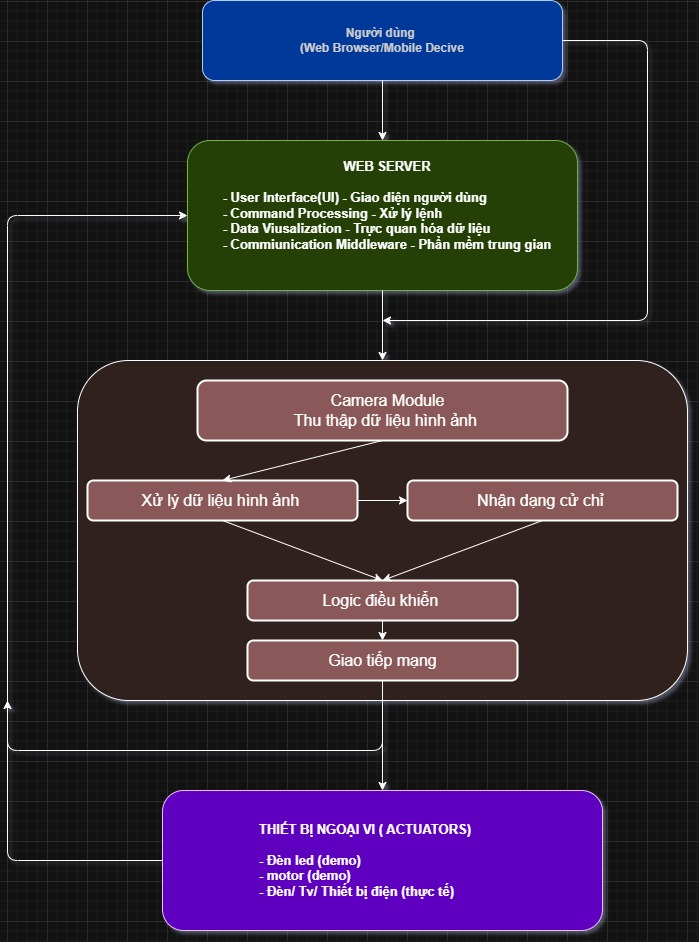 Người dùng
(Web Browser/Mobile Decive
WEB SERVER
- User Interface(UI) - Giao diện người dùng
- Command Processing - Xử lý lệnh
- Data Viusalization - Trực quan hóa dữ liệu
- Commiunication Middleware - Phần mềm trung gian
Camera Module
Thu thập dữ liệu hình ảnh
Xử lý dữ liệu hình ảnh
Nhận dạng cử chỉ
Logic điều khiển
Giao tiếp mạng
THIẾT BỊ NGOẠI VI ( ACTUATORS)
- Đèn led (demo)
- motor (demo)
- Đèn/ Tv/ Thiết bị điện (thực tế)